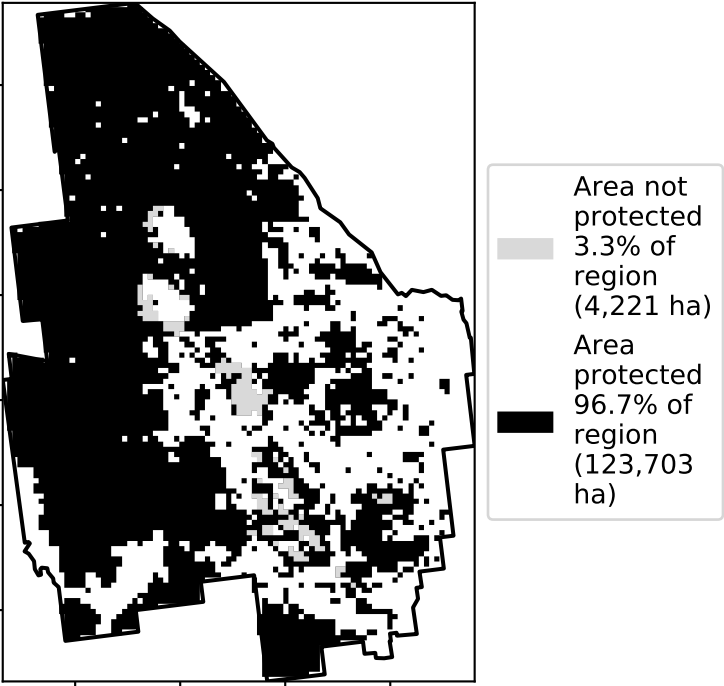 Area not
protected
3.3% of
region
(4,221 ha)
Area
protected
96.7% of
region
(123,703
ha)